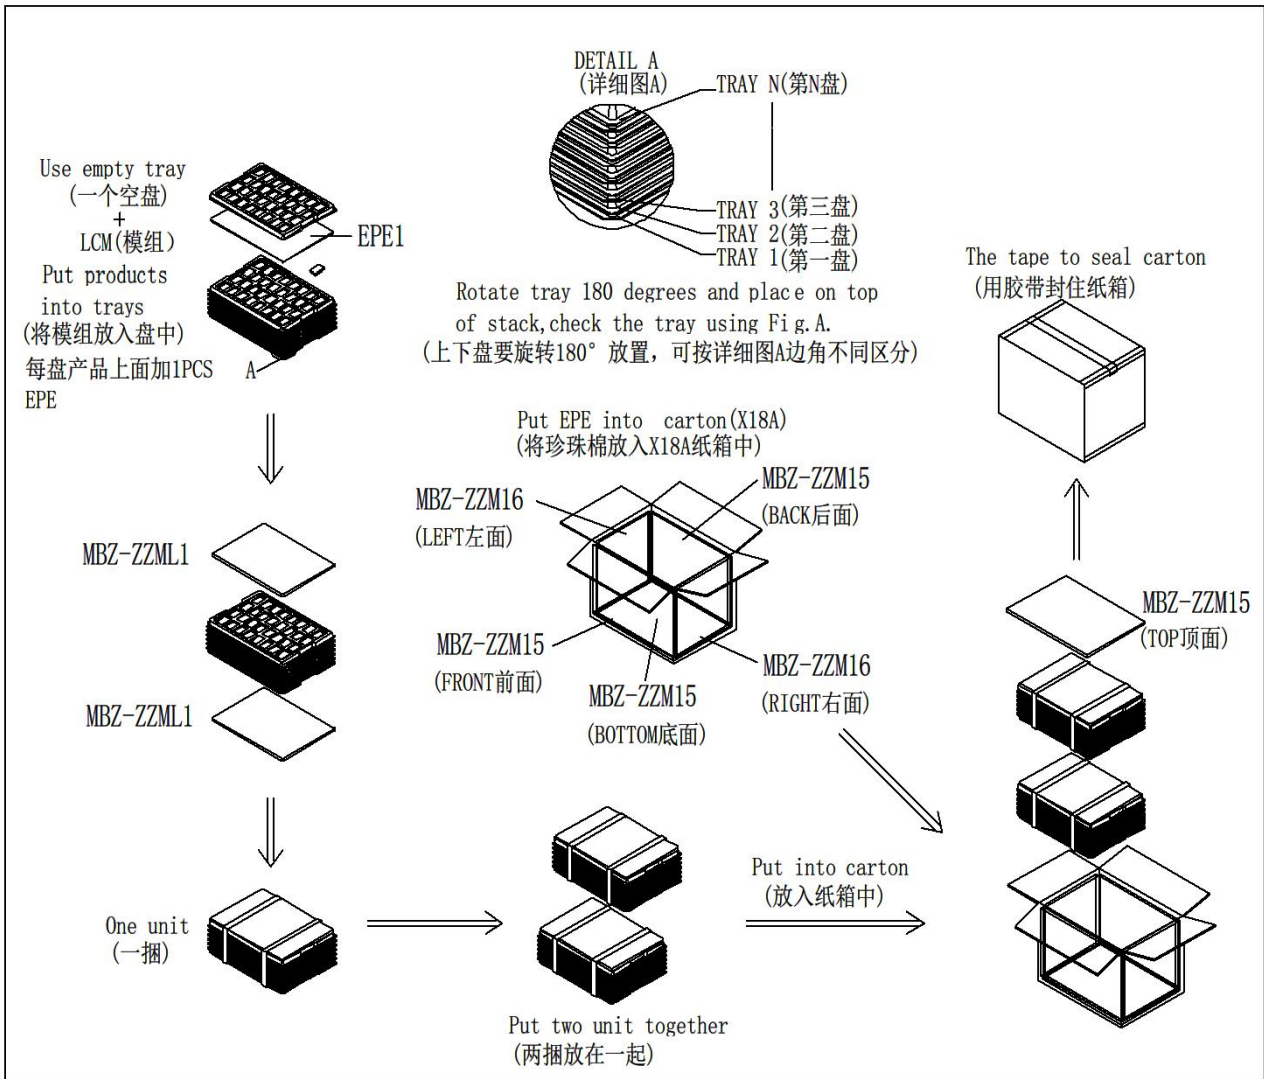 DETAIL A
(详细图A)
TRAY N(第N盘)
TRAY 3(第三盘)
TRAY 2(第二盘)
TRAY 1(第一盘)
Rotate tray 180 degrees and place on top
of stack,check the tray using Fig.A.
(上下盘要旋转180°放置，可按详细图A边角不同区分)
Use empty tray
(一个空盘)
+
LCM(模组)
EPE1
Put products
into trays
(将模组放入盘中)
每盘产品上面加1PCS
EPE
A
MBZ-ZZML1
MBZ-ZZML1
One unit
(一捆)
Put EPE into carton(X18A)
(将珍珠棉放入X18A纸箱中)
MBZ-ZZM16
(LEFT左面)
MBZ-ZZM15
(BACK后面)
MBZ-ZZM15
(FRONT前面)
MBZ-ZZM15
(BOTTOM底面)
MBZ-ZZM16
(RIGHT右面)
Put two unit together
(两捆放在一起)
Put into carton
(放入纸箱中)
The tape to seal carton
(用胶带封住纸箱)
MBZ-ZZM15
(TOP顶面)